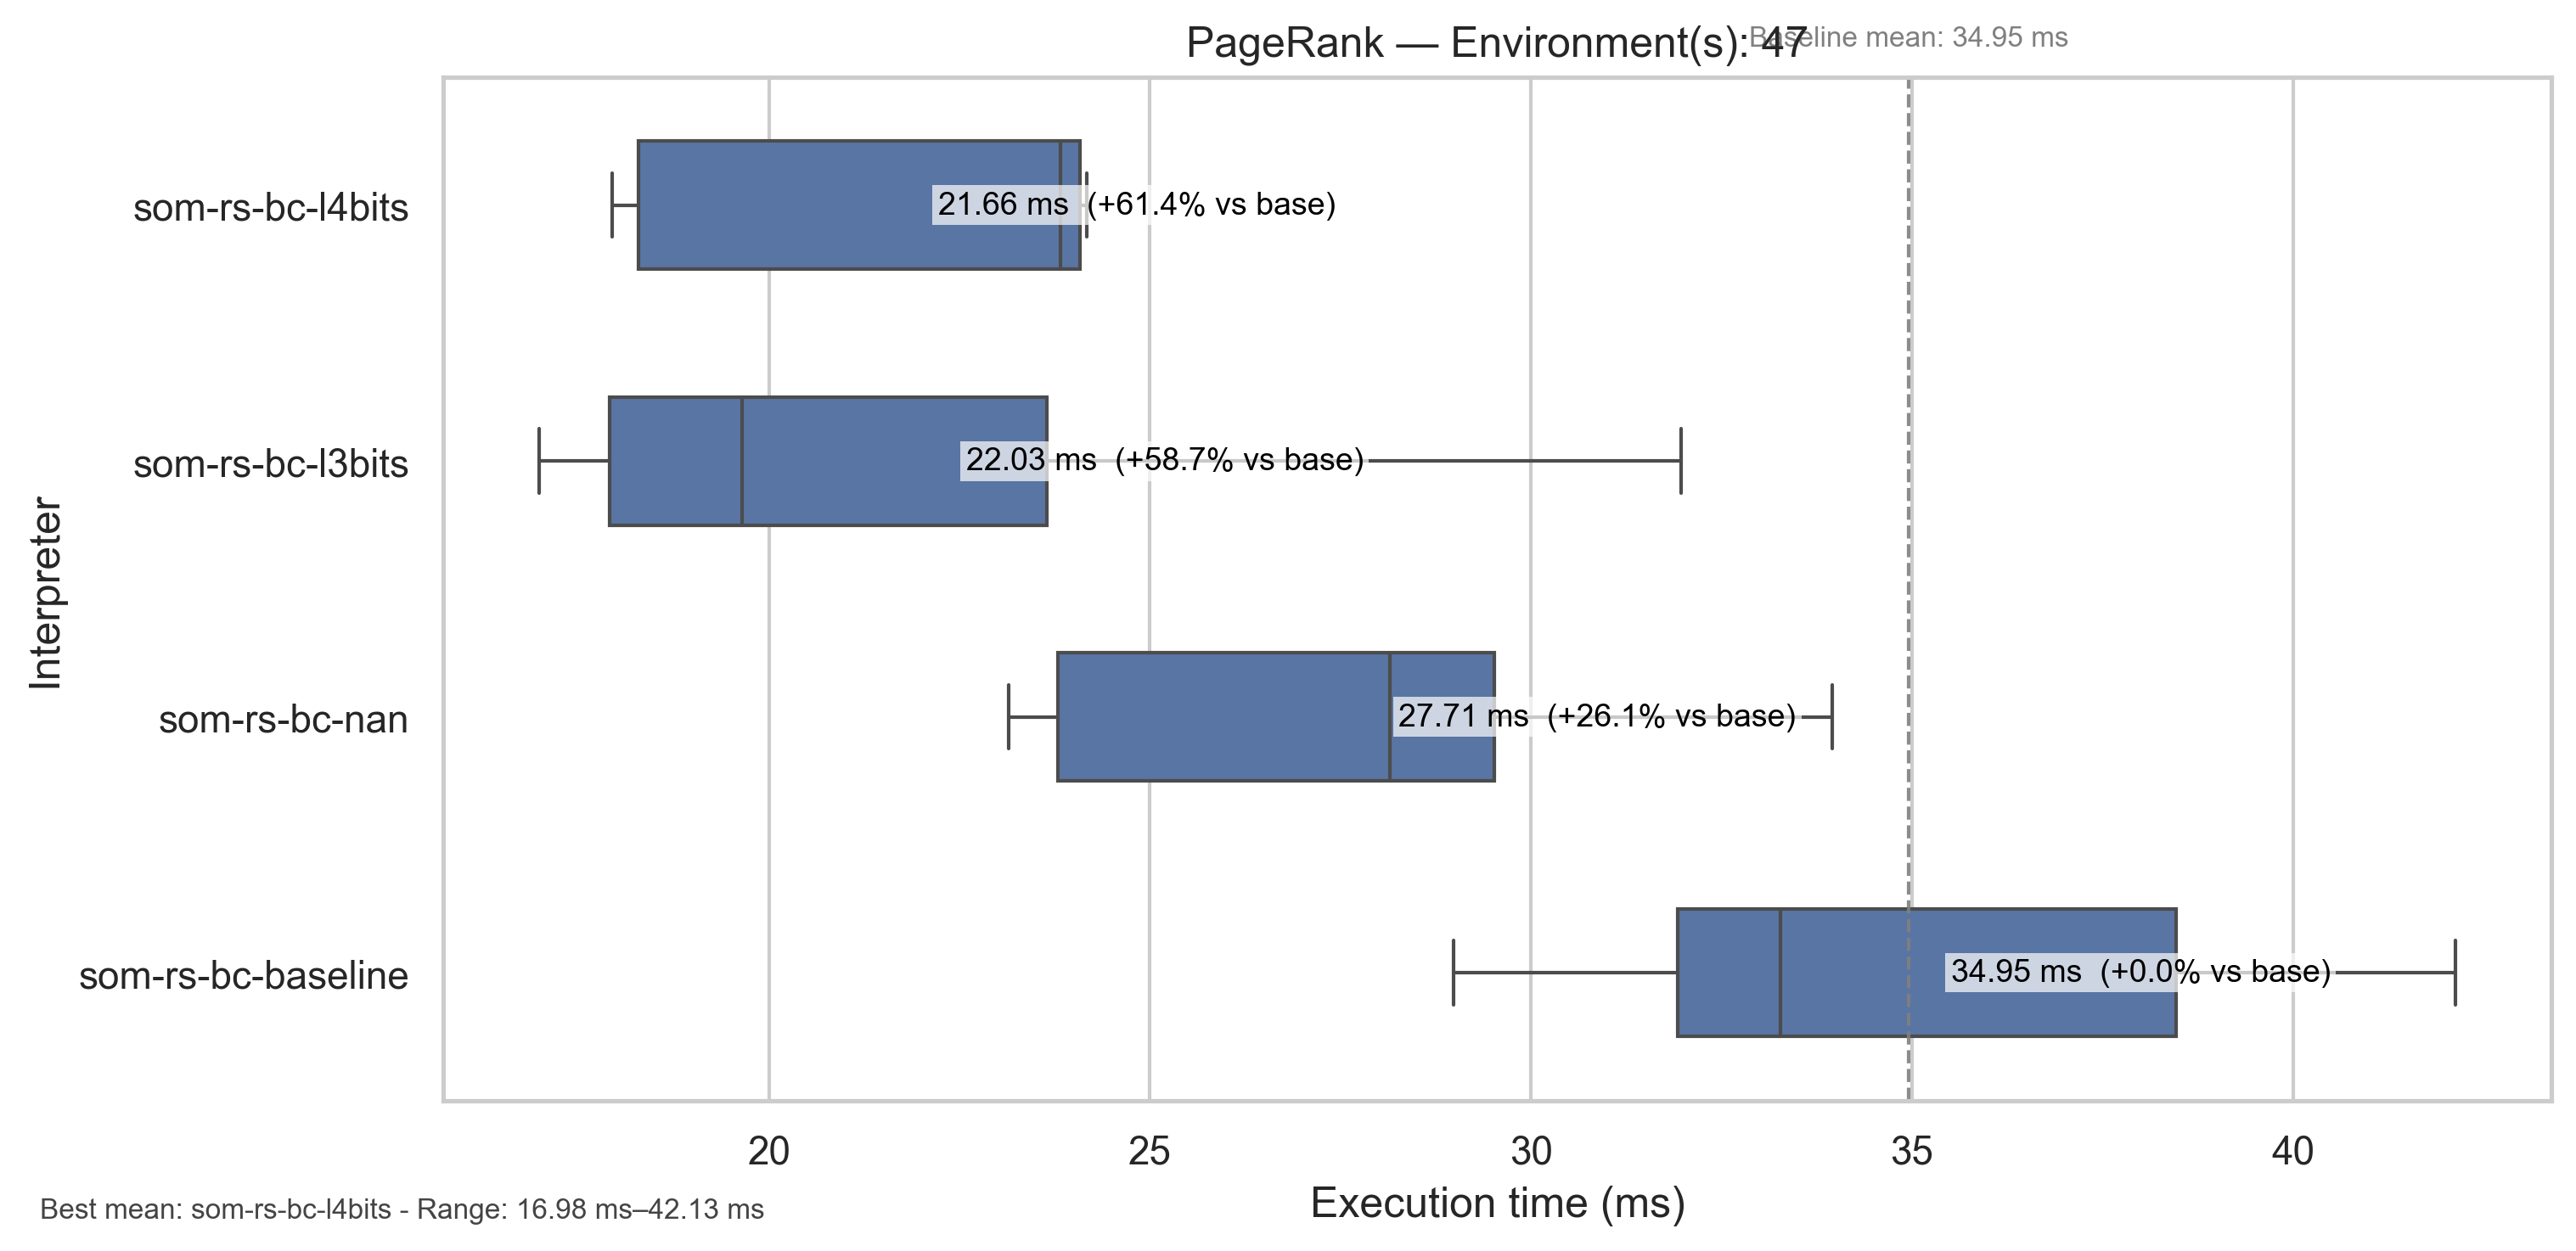 PageRank — Environment(s): 47
Baseline mean: 34.95 ms
Interpreter
som-rs-bc-l4bits
21.66 ms (+61.4% vs base)
som-rs-bc-l3bits
22.03 ms (+58.7% vs base)
som-rs-bc-nan
27.71 ms (+26.1% vs base)
som-rs-bc-baseline
34.95 ms (+0.0% vs base)
20 25 30 35 40
Execution time (ms)
Best mean: som-rs-bc-l4bits - Range: 16.98 ms–42.13 ms